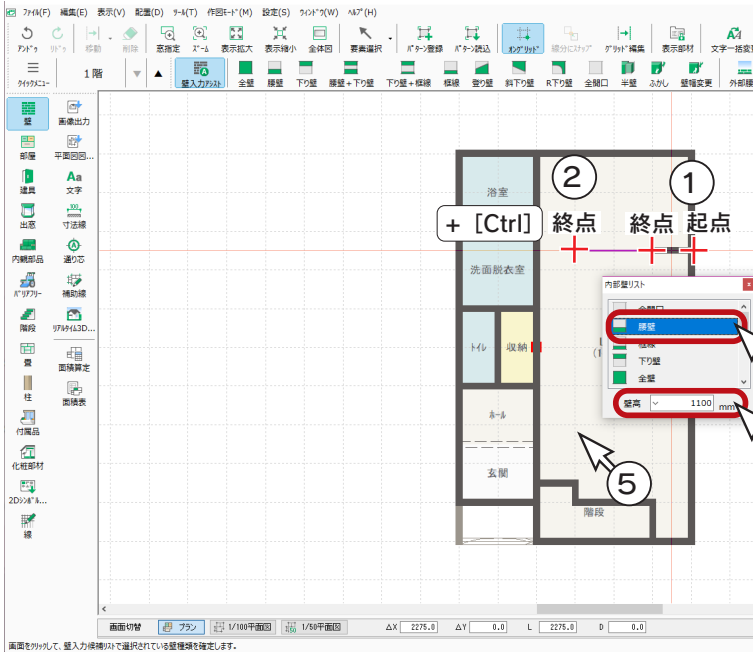 ファイル(F) 編集(E) 表示(V) 配置(D) ツール(T) 作図モード(M) 設定(S) ウィンドウ(W) ヘルプ(H)
アンドゥ リドゥ 移動 削除 窓指定 ズーム 表示拡大 表示縮小 全体図 要素選択 パターン登録 パターン読込 オングリッド 線分にスナップ グリッド編集 表示部材 文字一括変
クイックメニュー 1階 壁入力アシスト 全壁 腰壁 下り壁 腰壁+下り壁 下り壁+框線 框線 登り壁 斜下り壁 R下り壁 全開口 半壁 ふかし 壁幅変更 外部腰
壁 画像出力
部屋 平面図図...
建具 文字
出窓 寸法線
内観部品 通り芯
バリアフリー 補助線
階段 リアルタイム3D...
畳 面積算定
柱 面積表
付属品
化粧部材
2Dシンボル...
線
② ①
浴室
+ [Ctrl] 終点 終点 起点
洗面脱衣室
トイレ 収納
ホール
玄関
階段
⑤
内部壁リスト
全開口
腰壁
框線
下り壁
全壁
壁高 1100 mm
画面切替 プラン 1/100平面図 1/50平面図 ΔX 2275.0 ΔY 0.0 L 2275.0 D 0.0
画面をクリックして、壁入力候補リストで選択されている壁種類を確定します。